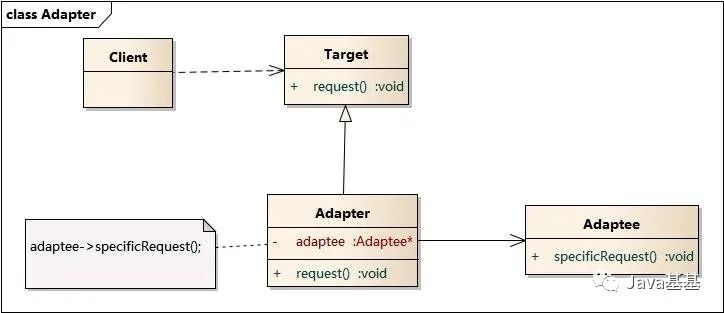 class Adapter
Client
Target
+ request() :void
Adapter
- adaptee :Adaptee*
+ request() :void
adaptee->specificRequest();
Adaptee
+ specificRequest() :void
Java基基